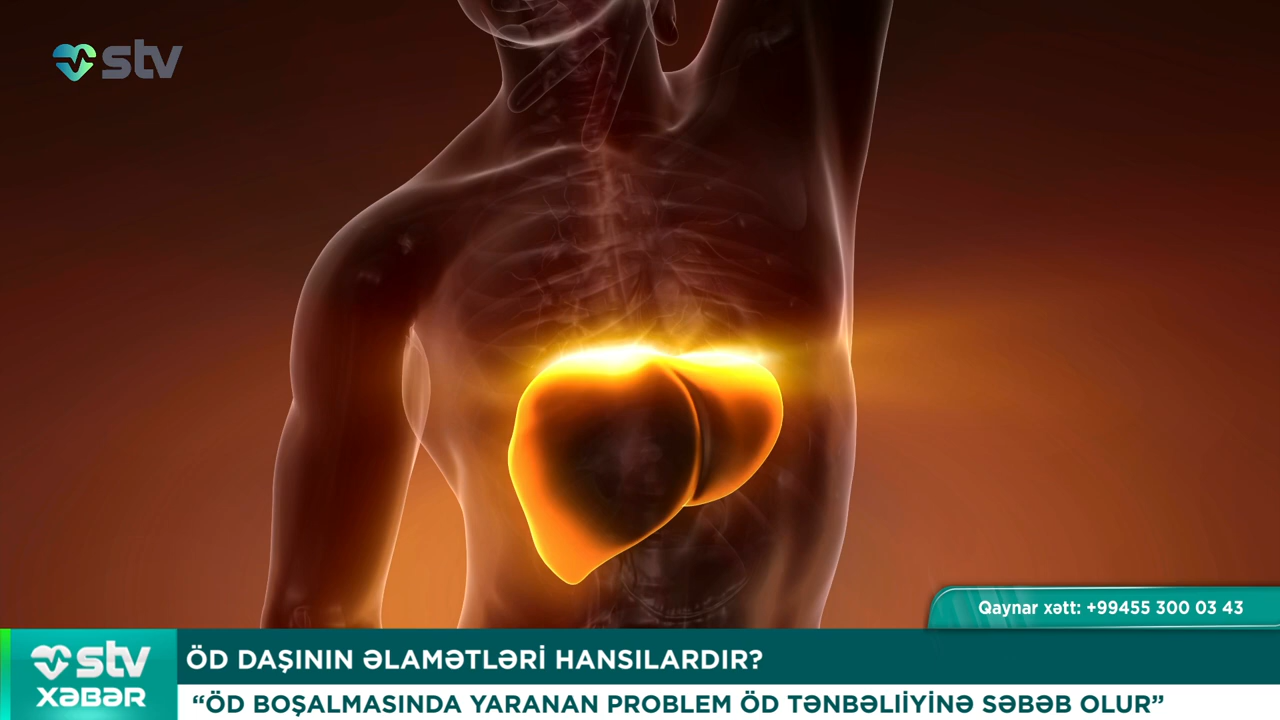 stv
Qaynar xətt: +99455 300 03 43
stv
XƏBƏR
ÖD DAŞININ ƏLAMƏTLƏRİ HANSILARDIR?
“ÖD BOŞALMASINDA YARANAN PROBLEM ÖD TƏNBƏLİİYİNƏ SƏBƏB OLUR”